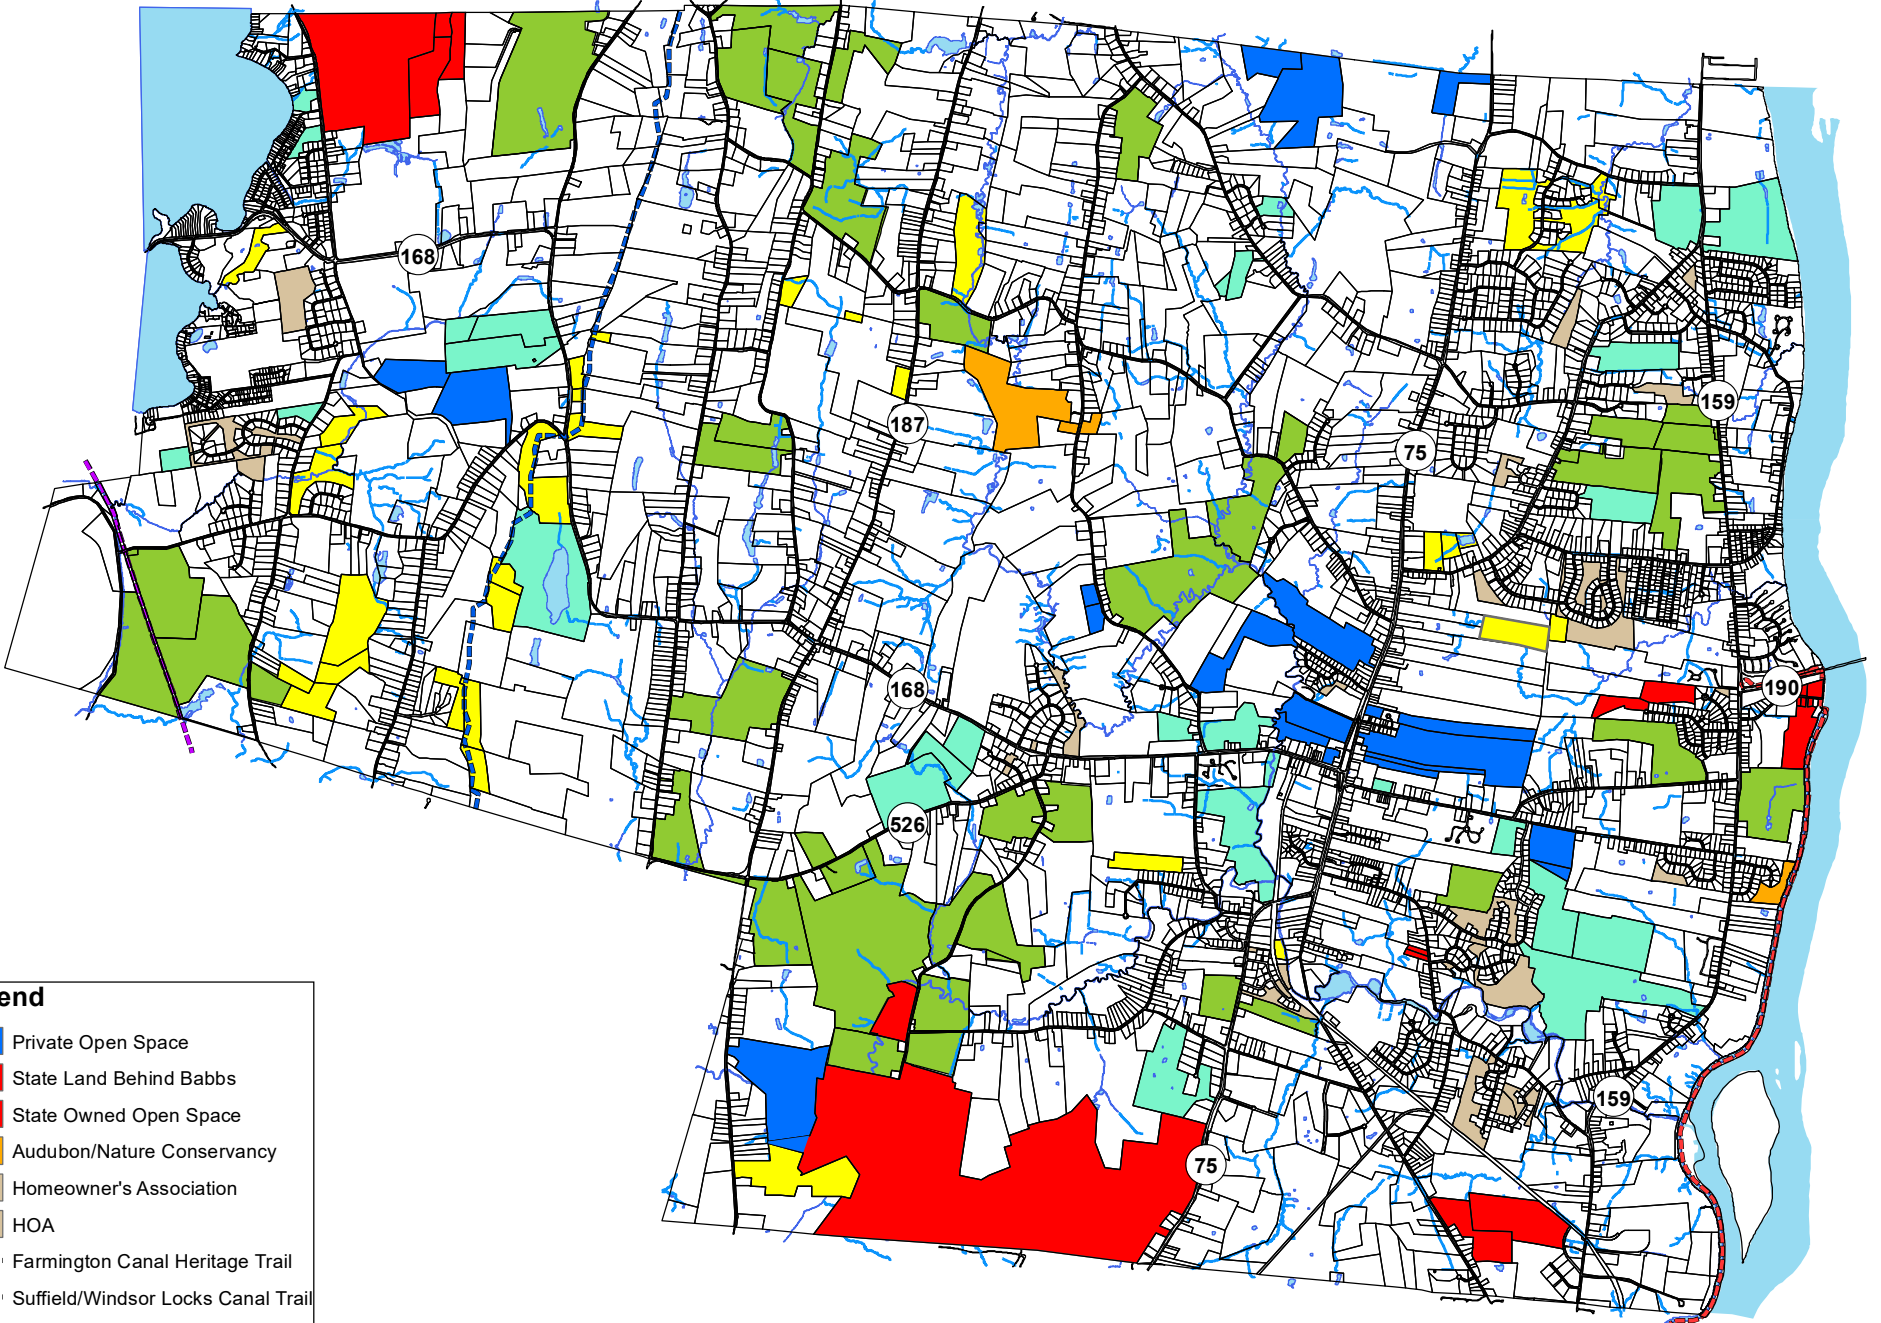 168
159
187
75
168
190
526
159
75
end
Private Open Space
State Land Behind Babbs
State Owned Open Space
Audubon/Nature Conservancy
Homeowner's Association
HOA
Farmington Canal Heritage Trail
Suffield/Windsor Locks Canal Trail